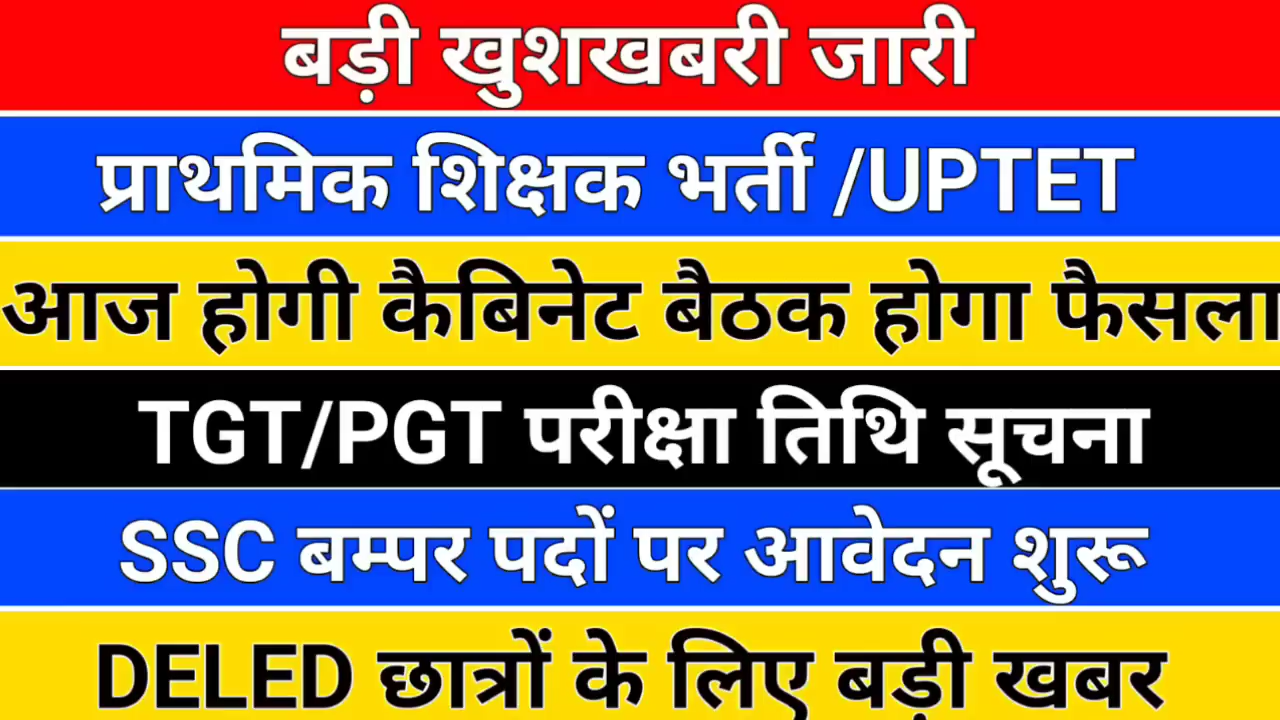 बड़ी खुशखबरी जारी
प्राथमिक शिक्षक भर्ती /UPTET
आज होगी कैबिनेट बैठक होगा फैसला
TGT/PGT परीक्षा तिथि सूचना
SSC बम्पर पदों पर आवेदन शुरू
DELED छात्रों के लिए बड़ी खबर